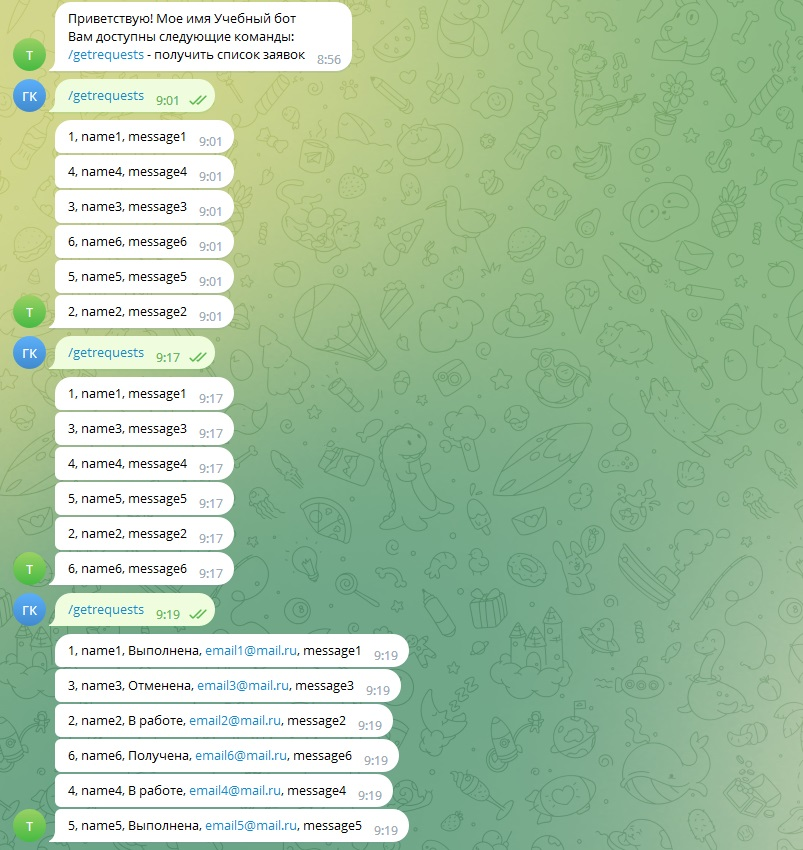 Приветствую! Мое имя Учебный бот
Вам доступны следующие команды:
/getrequests - получить список заявок 8:56
Т
ГК
/getrequests 9:01
1, name1, message1 9:01
4, name4, message4 9:01
3, name3, message3 9:01
6, name6, message6 9:01
5, name5, message5 9:01
Т
2, name2, message2 9:01
ГК
/getrequests 9:17
1, name1, message1 9:17
3, name3, message3 9:17
4, name4, message4 9:17
5, name5, message5 9:17
2, name2, message2 9:17
Т
6, name6, message6 9:17
ГК
/getrequests 9:19
1, name1, Выполнена, email1@mail.ru, message1 9:19
3, name3, Отменена, email3@mail.ru, message3 9:19
2, name2, В работе, email2@mail.ru, message2 9:19
6, name6, Получена, email6@mail.ru, message6 9:19
4, name4, В работе, email4@mail.ru, message4 9:19
Т
5, name5, Выполнена, email5@mail.ru, message5 9:19